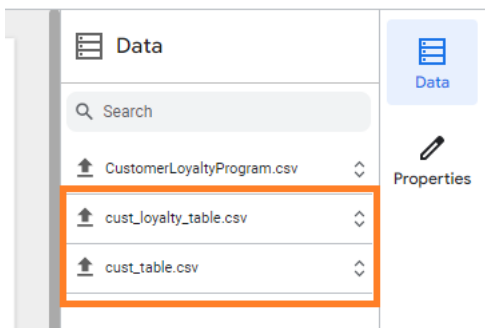 Data
Search
CustomerLoyaltyProgram.csv
cust_loyalty_table.csv
cust_table.csv
Data
Properties